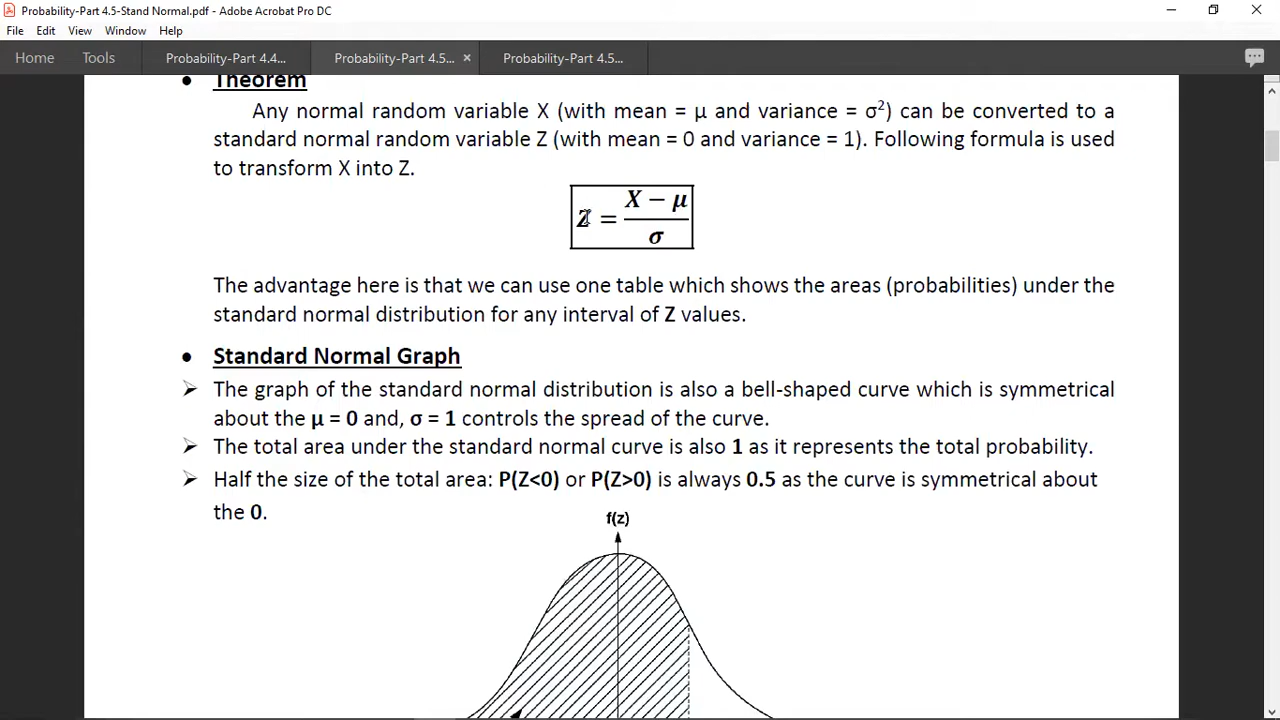 Probability-Part 4.5-Stand Normal.pdf - Adobe Acrobat Pro DC
File Edit View Window Help
Home Tools Probability-Part 4.4... Probability-Part 4.5... × Probability-Part 4.5...
• Theorem
Any normal random variable X (with mean = μ and variance = σ²) can be converted to a
standard normal random variable Z (with mean = 0 and variance = 1). Following formula is used
to transform X into Z.
Z = (X − μ) / σ
The advantage here is that we can use one table which shows the areas (probabilities) under the
standard normal distribution for any interval of Z values.
• Standard Normal Graph
➢ The graph of the standard normal distribution is also a bell-shaped curve which is symmetrical
about the μ = 0 and, σ = 1 controls the spread of the curve.
➢ The total area under the standard normal curve is also 1 as it represents the total probability.
➢ Half the size of the total area: P(Z<0) or P(Z>0) is always 0.5 as the curve is symmetrical about
the 0.
f(z)